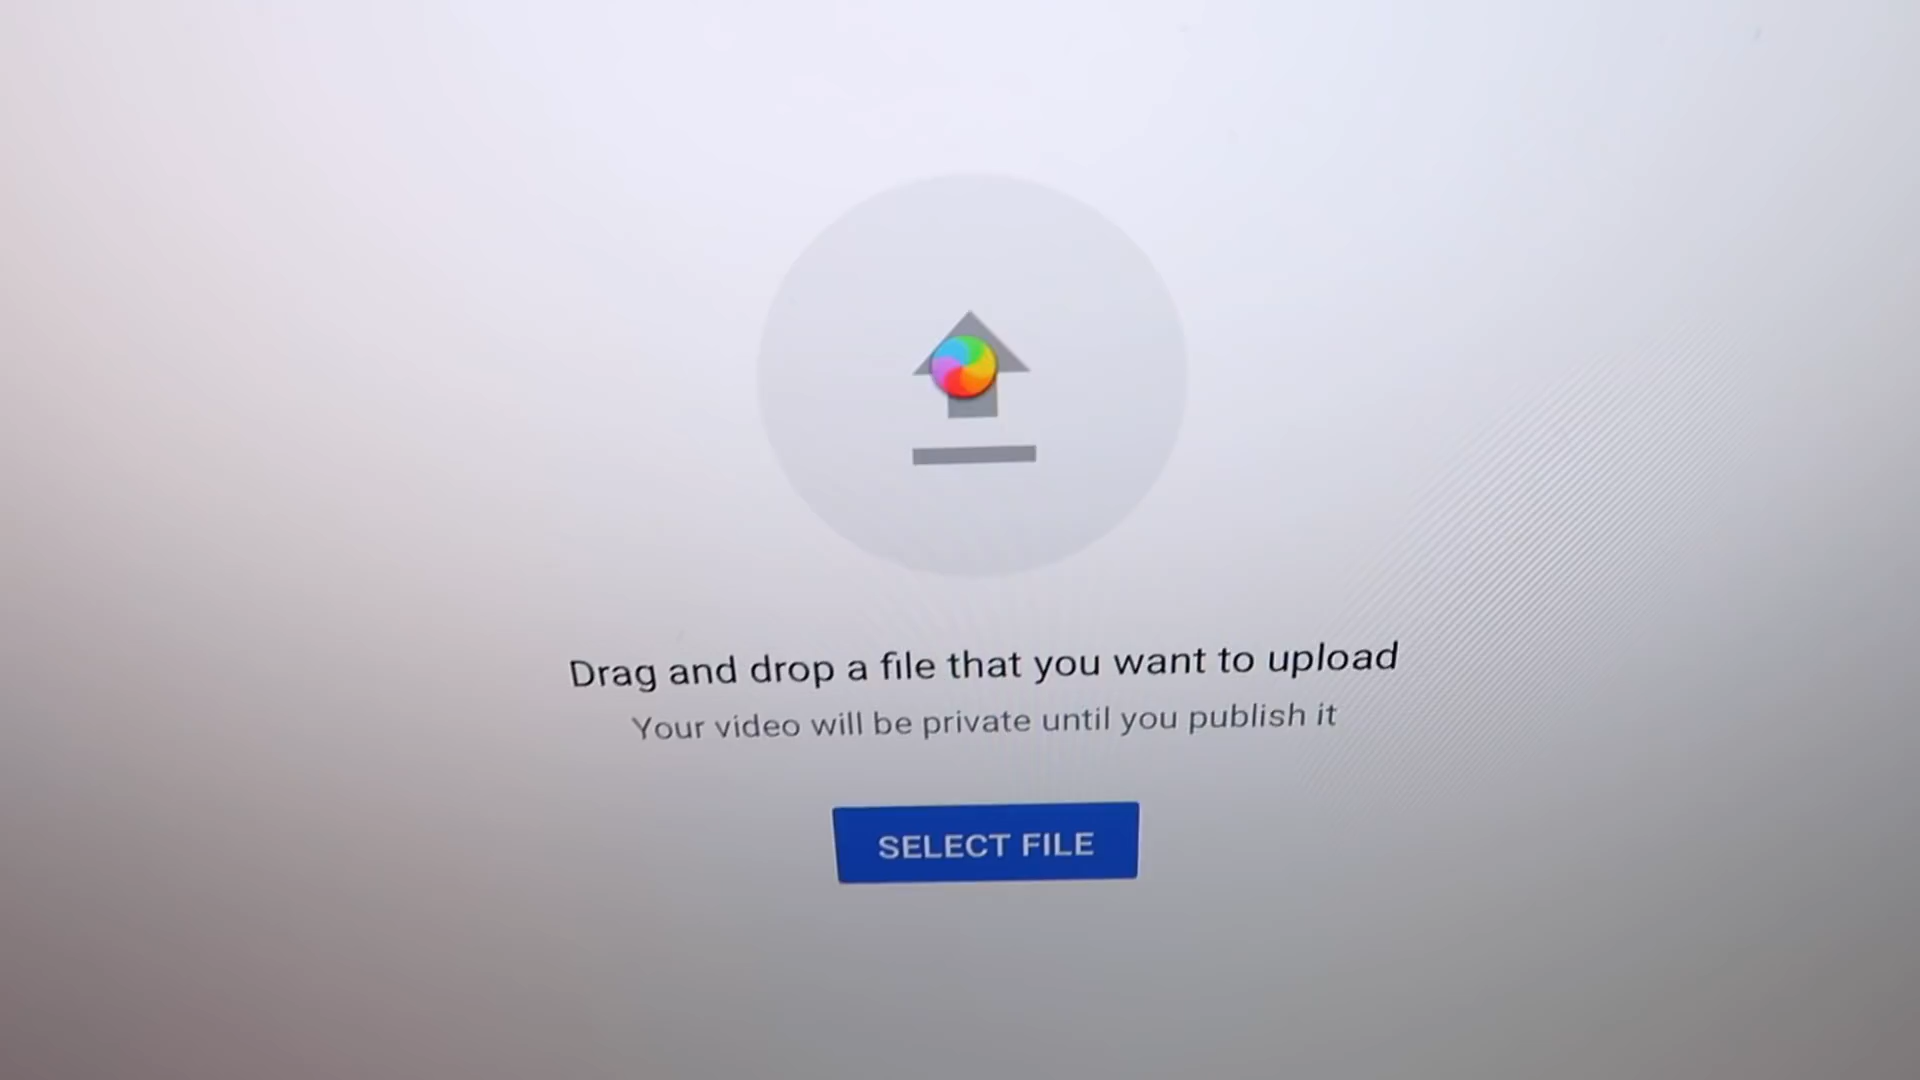 Drag and drop a file that you want to upload
Your video will be private until you publish it
SELECT FILE